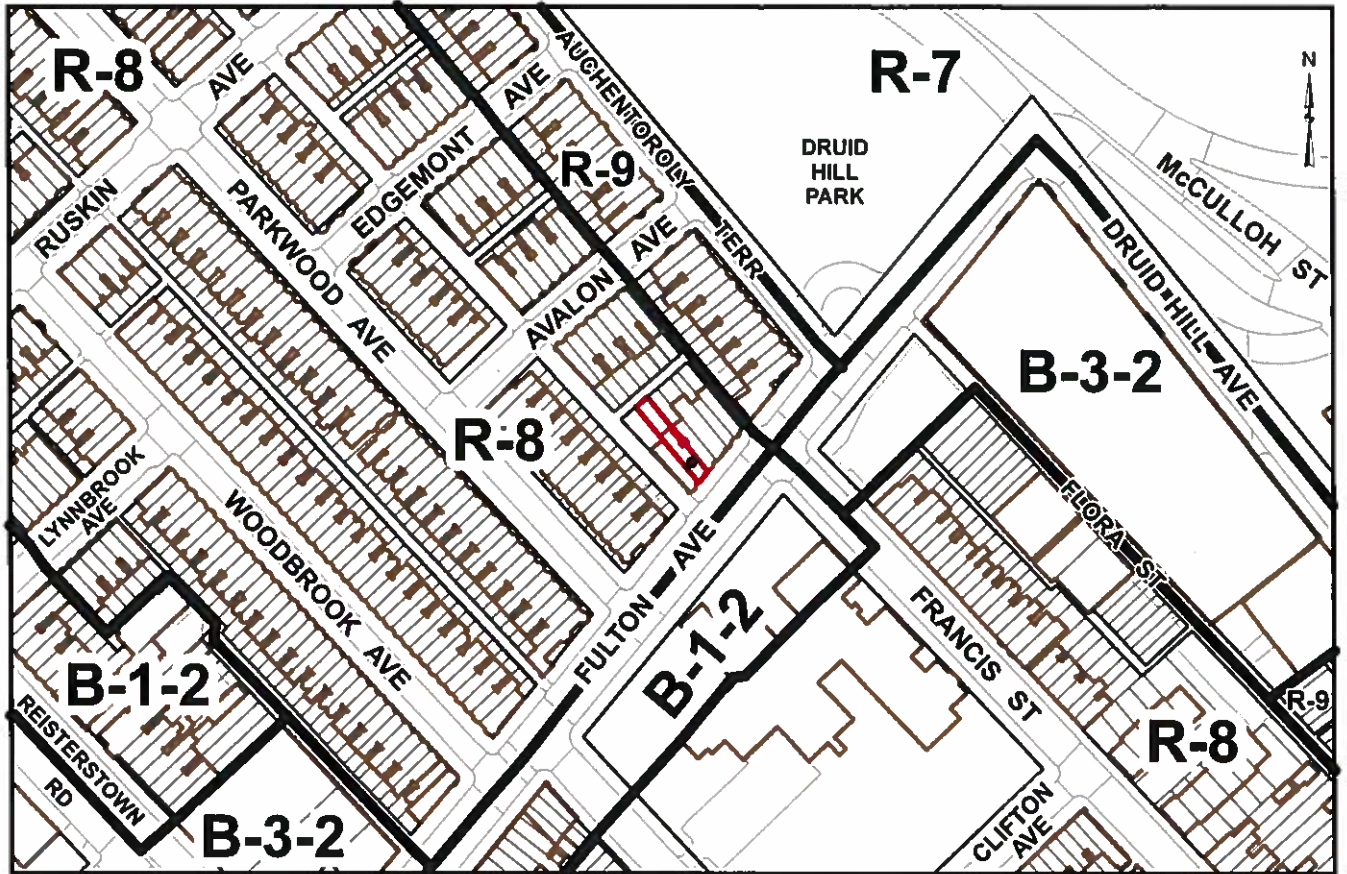 R-8
AVE
AUCHENTOROLY
TERR
AVE
R-7
N
DRUID
HILL
PARK
McCULLOH ST
R-9
EDGEMONT
RUSKIN
PARKWOOD AVE
AVE
AVALON
DRUID HILL AVE
B-3-2
R-8
LYNNBROOK
AVE
WOODBROOK AVE
FULTON AVE
FLORA ST
B-1-2
FRANCIS ST
B-1-2
REISTERSTOWN
RD
B-3-2
R-9
R-8
CLIFTON
AVE